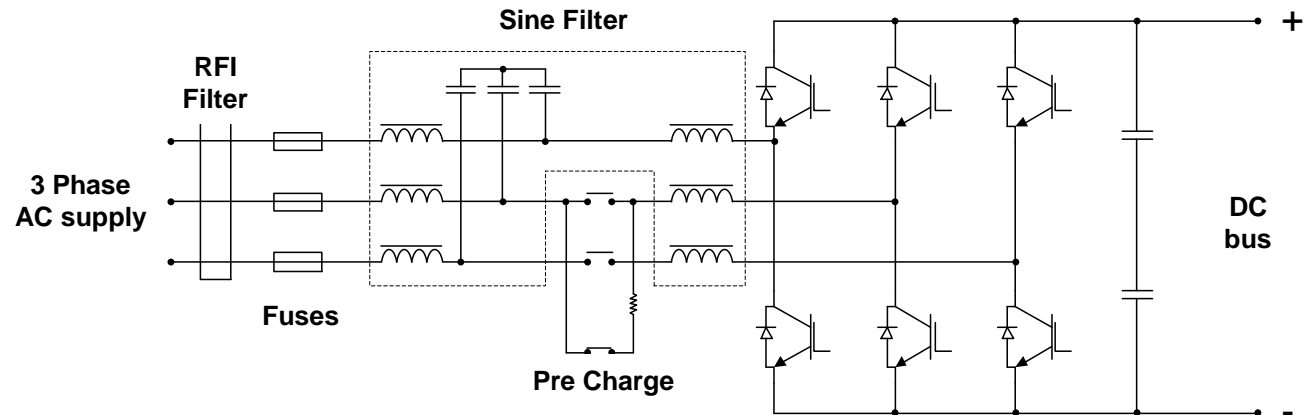 Sine Filter
+
RFI
Filter
3 Phase
AC supply
DC
bus
Fuses
Pre Charge
-